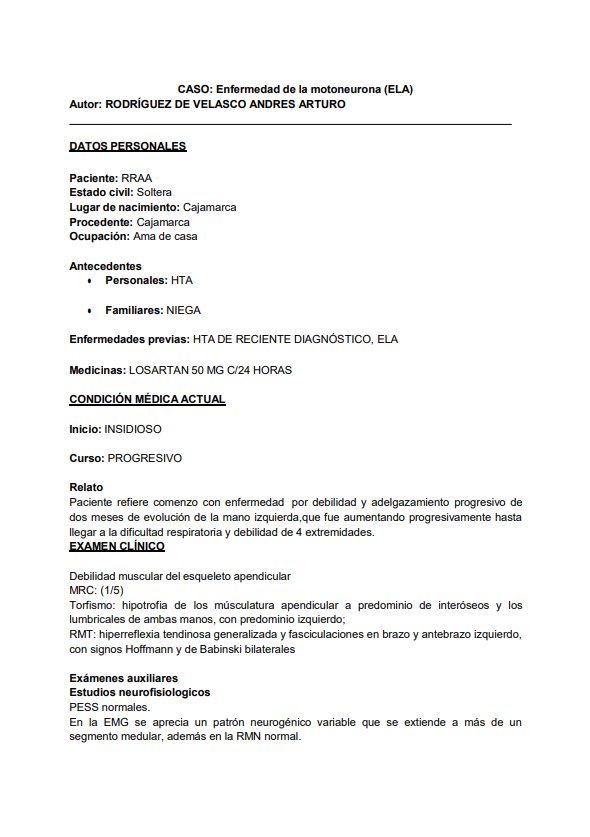 CASO: Enfermedad de la motoneurona (ELA)
Autor: RODRÍGUEZ DE VELASCO ANDRES ARTURO
DATOS PERSONALES
Paciente: RRAA
Estado civil: Soltera
Lugar de nacimiento: Cajamarca
Procedente: Cajamarca
Ocupación: Ama de casa
Antecedentes
• Personales: HTA
• Familiares: NIEGA
Enfermedades previas: HTA DE RECIENTE DIAGNÓSTICO, ELA
Medicinas: LOSARTAN 50 MG C/24 HORAS
CONDICIÓN MÉDICA ACTUAL
Inicio: INSIDIOSO
Curso: PROGRESIVO
Relato
Paciente refiere comenzo con enfermedad por debilidad y adelgazamiento progresivo de
dos meses de evolución de la mano izquierda,que fue aumentando progresivamente hasta
llegar a la dificultad respiratoria y debilidad de 4 extremidades.
EXAMEN CLÍNICO
Debilidad muscular del esqueleto apendicular
MRC: (1/5)
Torfismo: hipotrofia de los músculatura apendicular a predominio de interóseos y los
lumbricales de ambas manos, con predominio izquierdo;
RMT: hiperreflexia tendinosa generalizada y fasciculaciones en brazo y antebrazo izquierdo,
con signos Hoffmann y de Babinski bilaterales
Exámenes auxiliares
Estudios neurofisiologicos
PESS normales.
En la EMG se aprecia un patrón neurogénico variable que se extiende a más de un
segmento medular, además en la RMN normal.